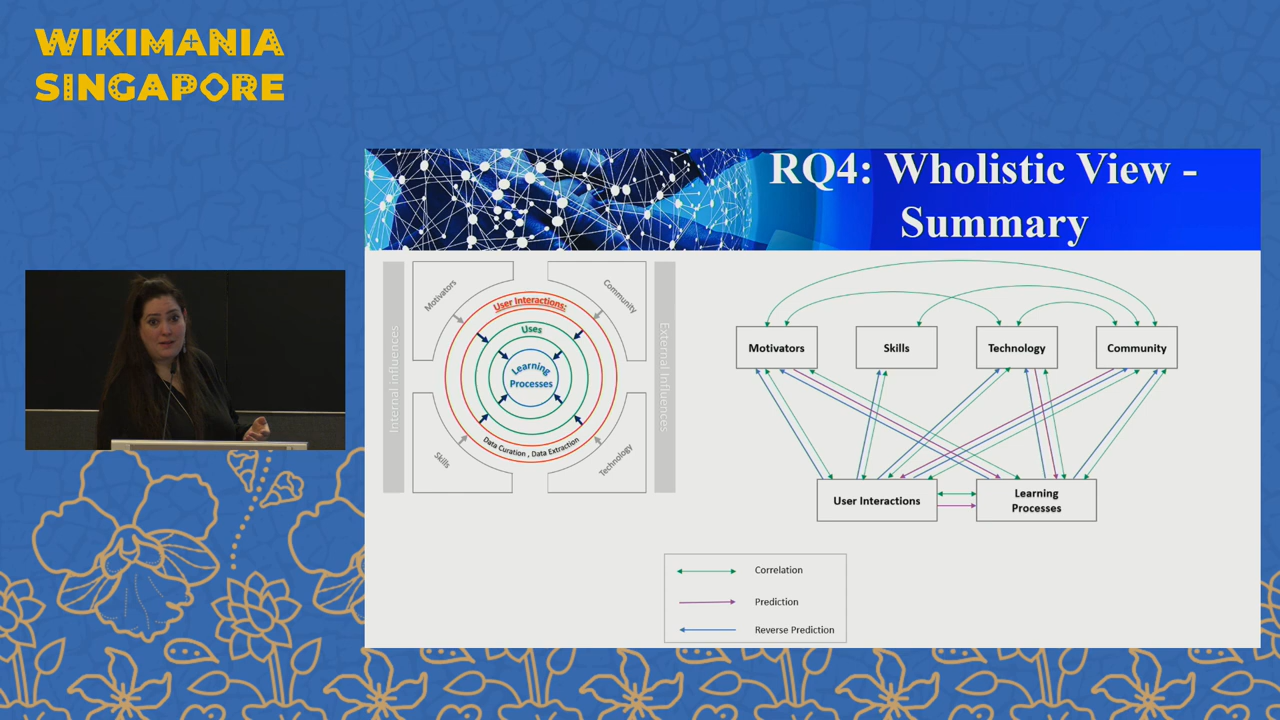 WIKIMANIA
SINGAPORE
RQ4: Wholistic View -
Summary
Internal influences
Motivators
Community
External Influences
User Interactions:
Uses
Learning
Processes
Data Curation , Data Extraction
Skills
Technology
Motivators
Skills
Technology
Community
User Interactions
Learning
Processes
Correlation
Prediction
Reverse Prediction